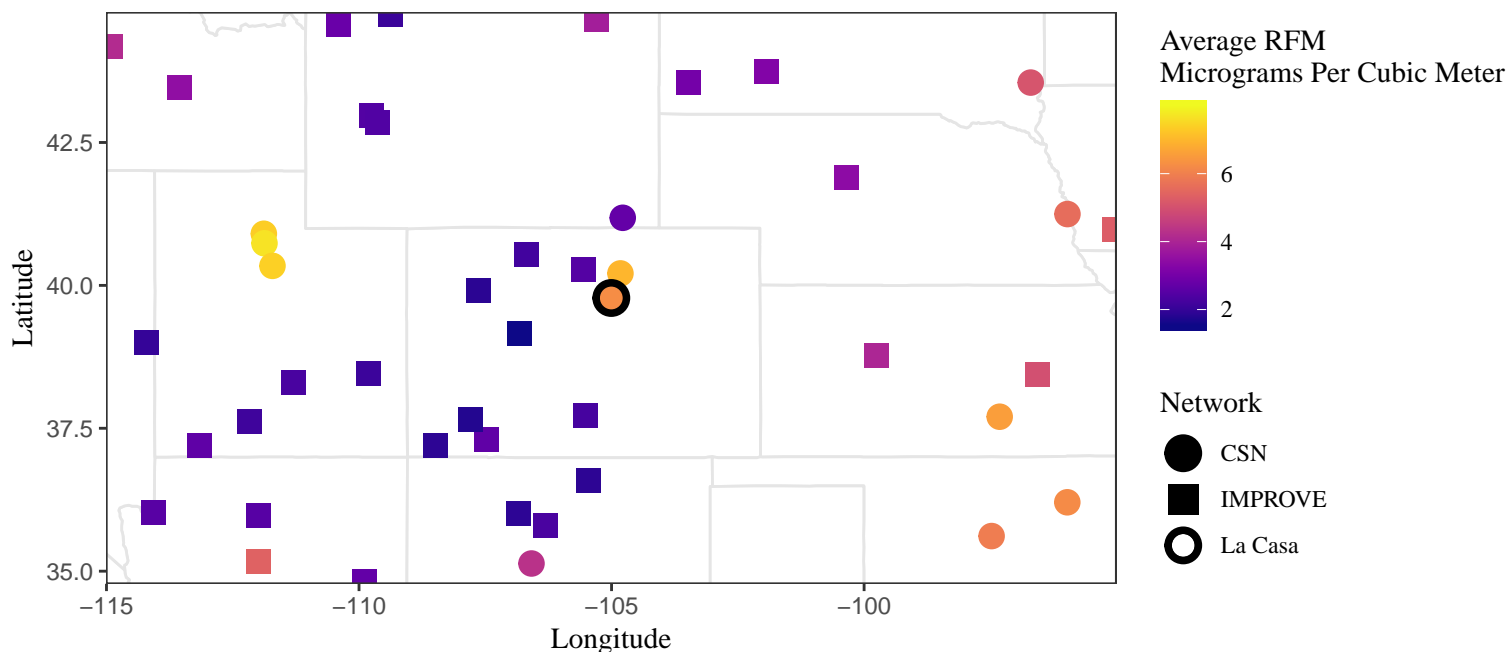 Average RFM
Micrograms Per Cubic Meter
6
4
2
Network
CSN
IMPROVE
La Casa
Latitude
42.5
40.0
37.5
35.0
−115
−110
−105
−100
Longitude